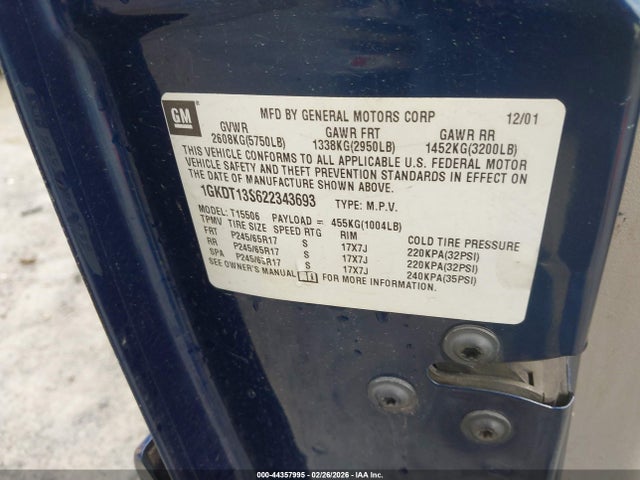 GM
MFD BY GENERAL MOTORS CORP 12/01
GVWR GAWR FRT GAWR RR
2608KG(5750LB) 1338KG(2950LB) 1452KG(3200LB)
THIS VEHICLE CONFORMS TO ALL APPLICABLE U.S. FEDERAL MOTOR
VEHICLE SAFETY AND THEFT PREVENTION STANDARDS IN EFFECT ON
THE DATE OF MANUFACTURE SHOWN ABOVE.
1GKDT13S622343693 TYPE: M.P.V.
MODEL: T15506 PAYLOAD = 455KG(1004LB)
TPMV TIRE SIZE SPEED RTG RIM COLD TIRE PRESSURE
FRT P245/65R17 S 17X7J 220KPA(32PSI)
RR P245/65R17 S 17X7J 220KPA(32PSI)
SPA P245/65R17 S 17X7J 240KPA(35PSI)
SEE OWNER'S MANUAL FOR MORE INFORMATION.
000-44357995 - 02/26/2026 - IAA Inc.